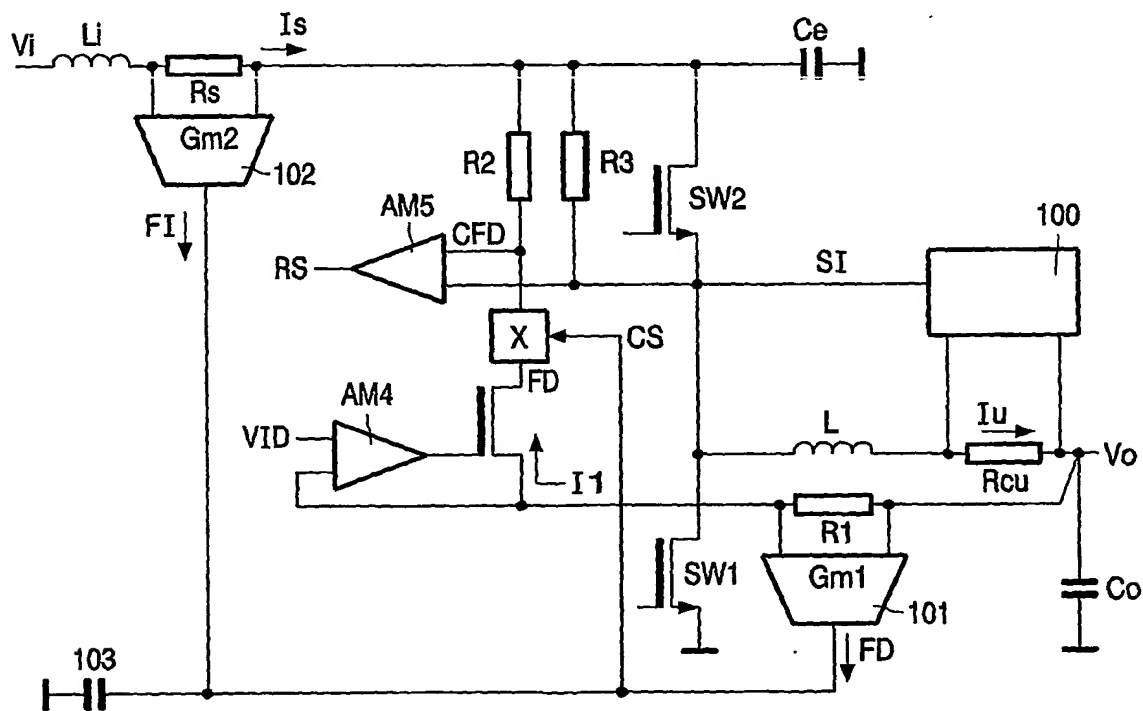 Vi
Li
Is
Rs
Ce
Gm2
102
FI
R2
R3
SW2
AM5
CFD
RS
SI
100
X
CS
FD
AM4
VID
I1
L
Iu
Rcu
Vo
R1
SW1
Gm1
101
Co
FD
103